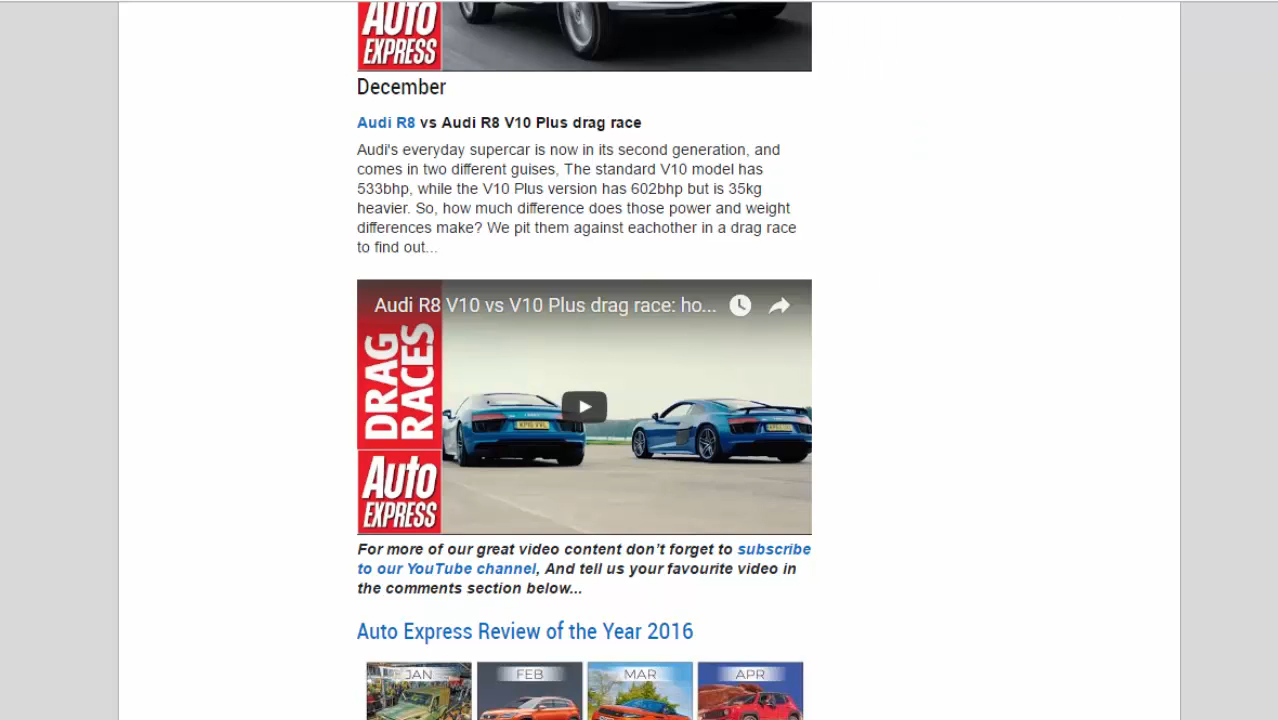 AUTO
EXPRESS
December
Audi R8 vs Audi R8 V10 Plus drag race
Audi's everyday supercar is now in its second generation, and
comes in two different guises, The standard V10 model has
533bhp, while the V10 Plus version has 602bhp but is 35kg
heavier. So, how much difference does those power and weight
differences make? We pit them against eachother in a drag race
to find out...
Audi R8 V10 vs V10 Plus drag race: ho...
DRAG
RACES
Auto
EXPRESS
For more of our great video content don't forget to subscribe
to our YouTube channel, And tell us your favourite video in
the comments section below...
Auto Express Review of the Year 2016
JAN FEB MAR APR